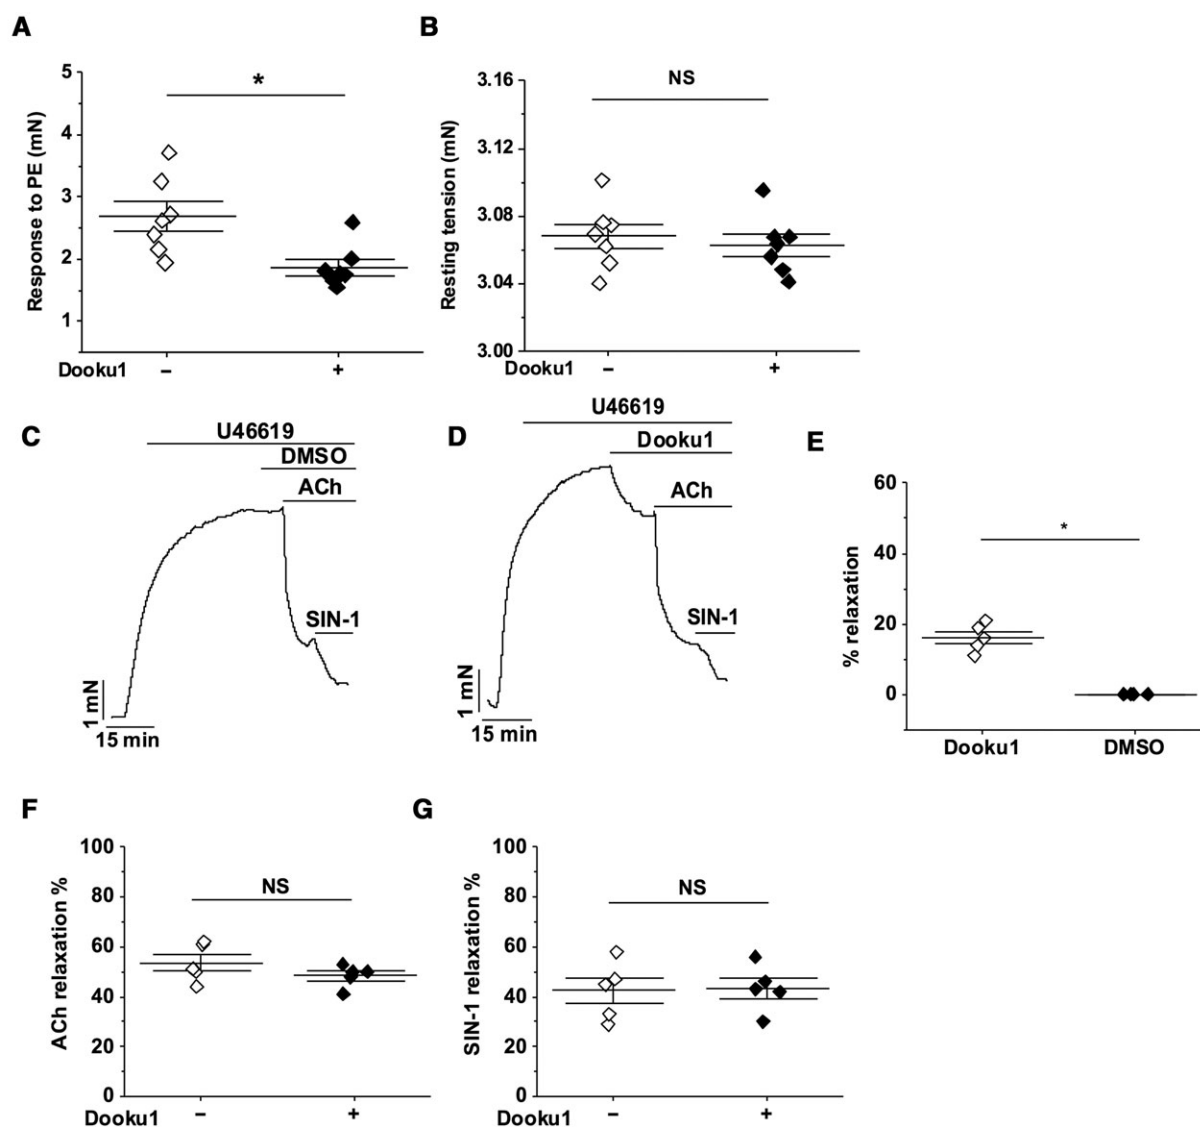 A
Response to PE (mN)
5
4
3
2
1
*
Dooku1 – +
B
Resting tension (mN)
3.16
3.12
3.08
3.04
3.00
NS
Dooku1 – +
C
U46619
DMSO
ACh
SIN-1
1 mN
15 min
D
U46619
Dooku1
ACh
SIN-1
1 mN
15 min
E
% relaxation
60
40
20
0
*
Dooku1 DMSO
F
ACh relaxation %
100
80
60
40
20
0
NS
Dooku1 – +
G
SIN-1 relaxation %
100
80
60
40
20
0
NS
Dooku1 – +